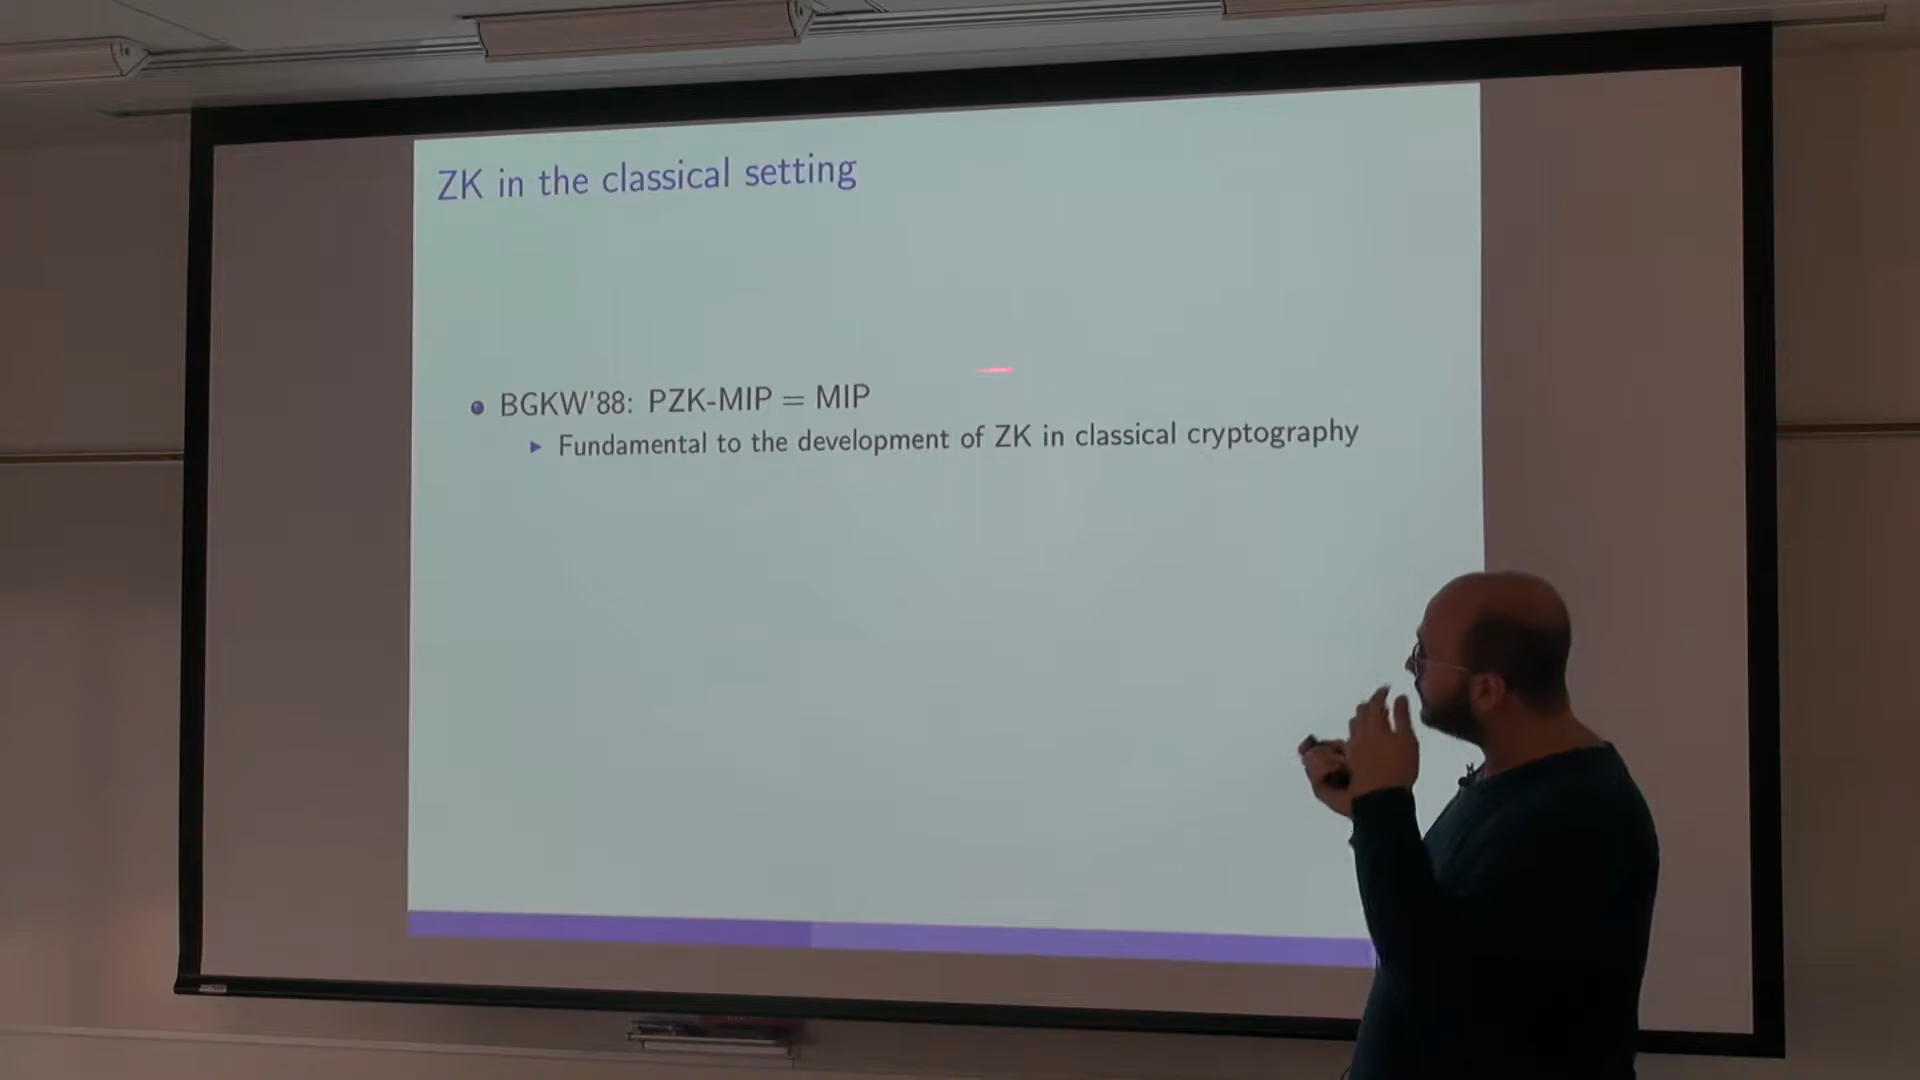 ZK in the classical setting
BGKW'88: PZK-MIP = MIP
Fundamental to the development of ZK in classical cryptography